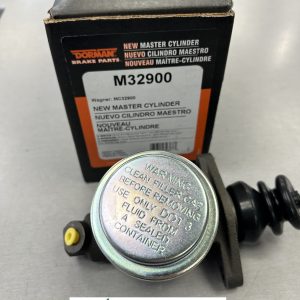 DORMAN
BRAKE PARTS
NEW MASTER CYLINDER
NUEVO CILINDRO MAESTRO
NOUVEAU MAÎTRE-CYLINDRE
M32900
Wagner: MC32900
NEW MASTER CYLINDER
NUEVO CILINDRO MAESTRO
NOUVEAU
MAÎTRE-CYLINDRE
WARNING
CLEAN FILLER CAP
BEFORE REMOVING
USE ONLY DOT 3
FLUID FROM
A SEALED
CONTAINER